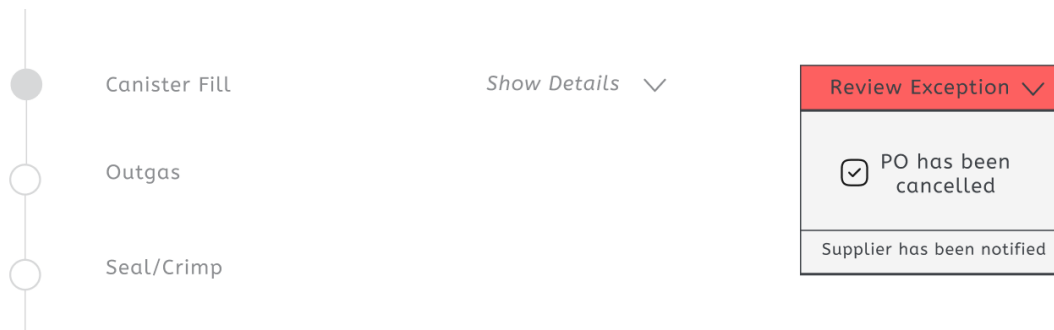 Canister Fill
Show Details
Review Exception
PO has been
cancelled
Outgas
Supplier has been notified
Seal/Crimp